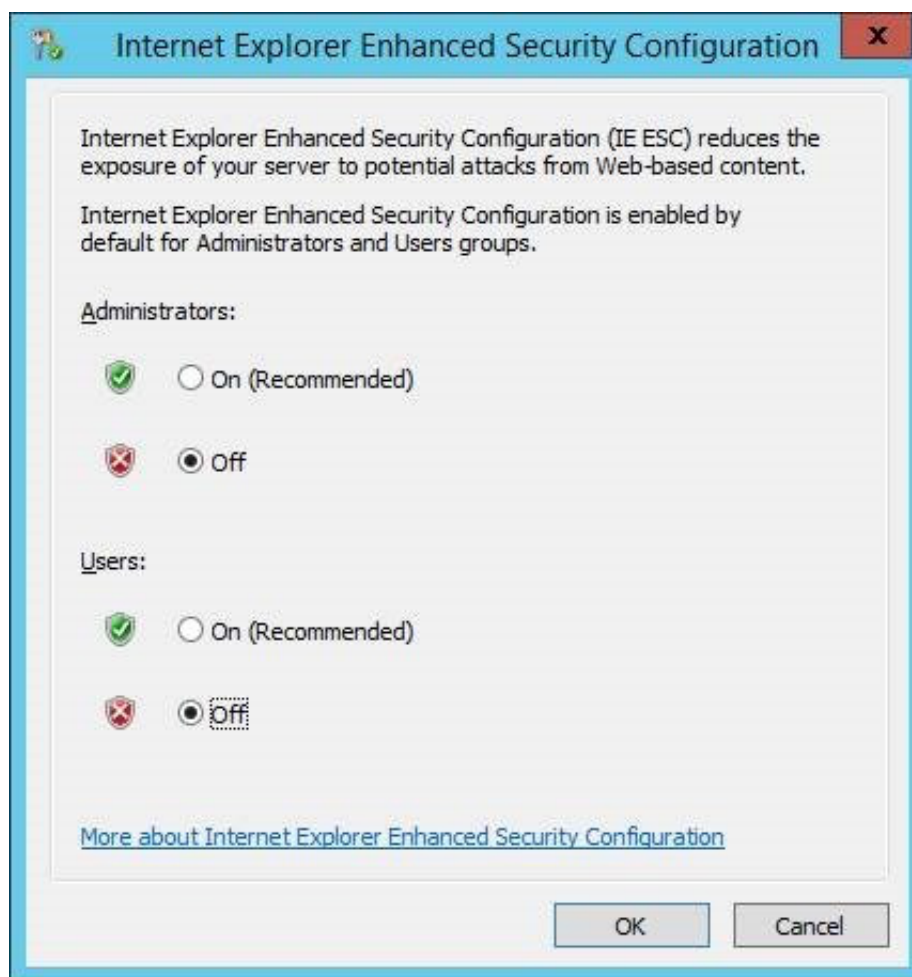 Internet Explorer Enhanced Security Configuration
x
Internet Explorer Enhanced Security Configuration (IE ESC) reduces the
exposure of your server to potential attacks from Web-based content.
Internet Explorer Enhanced Security Configuration is enabled by
default for Administrators and Users groups.
Administrators:
On (Recommended)
Off
Users:
On (Recommended)
Off
More about Internet Explorer Enhanced Security Configuration
OK
Cancel